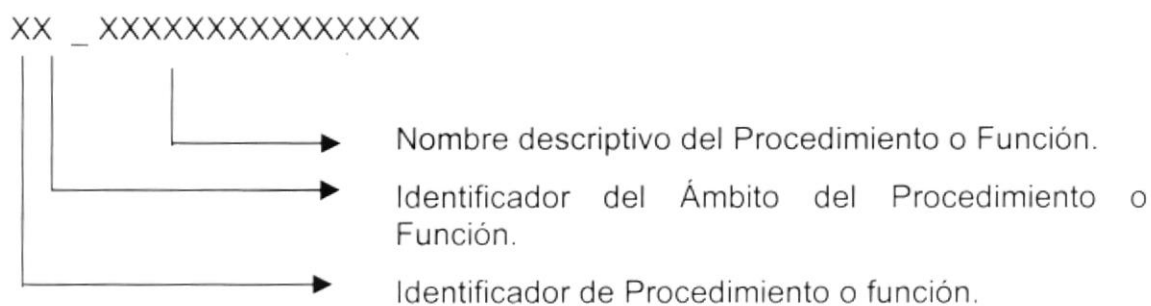 XX _ XXXXXXXXXXXXXXX
Nombre descriptivo del Procedimiento o Función.
Identificador del Ámbito del Procedimiento o
Función.
Identificador de Procedimiento o función.